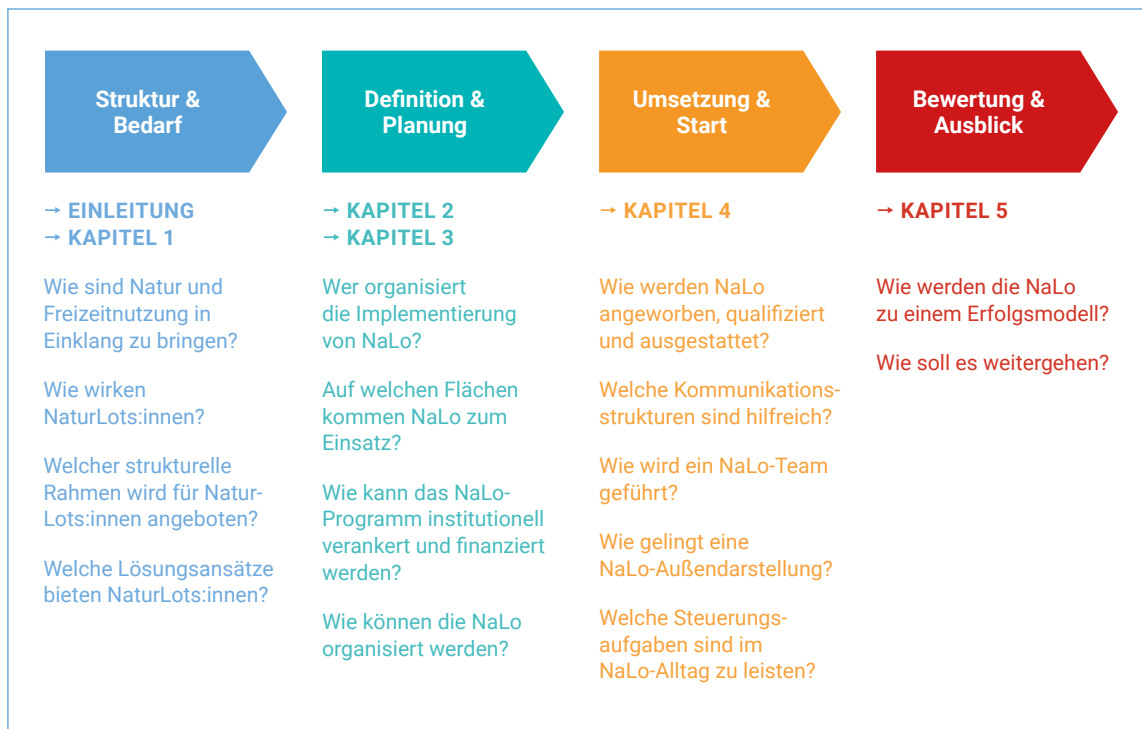 Struktur &
Bedarf
→ EINLEITUNG
→ KAPITEL 1
Wie sind Natur und
Freizeitnutzung in
Einklang zu bringen?
Wie wirken
NaturLots:innen?
Welcher strukturelle
Rahmen wird für Natur-
Lots:innen angeboten?
Welche Lösungsansätze
bieten NaturLots:innen?
Definition &
Planung
→ KAPITEL 2
→ KAPITEL 3
Wer organisiert
die Implementierung
von NaLo?
Auf welchen Flächen
kommen NaLo zum
Einsatz?
Wie kann das NaLo-
Programm institutionell
verankert und finanziert
werden?
Wie können die NaLo
organisiert werden?
Umsetzung &
Start
→ KAPITEL 4
Wie werden NaLo
angeworben, qualifiziert
und ausgestattet?
Welche Kommunikations-
strukturen sind hilfreich?
Wie wird ein NaLo-Team
geführt?
Wie gelingt eine
NaLo-Außendarstellung?
Welche Steuerungs-
aufgaben sind im
NaLo-Alltag zu leisten?
Bewertung &
Ausblick
→ KAPITEL 5
Wie werden die NaLo
zu einem Erfolgsmodell?
Wie soll es weitergehen?